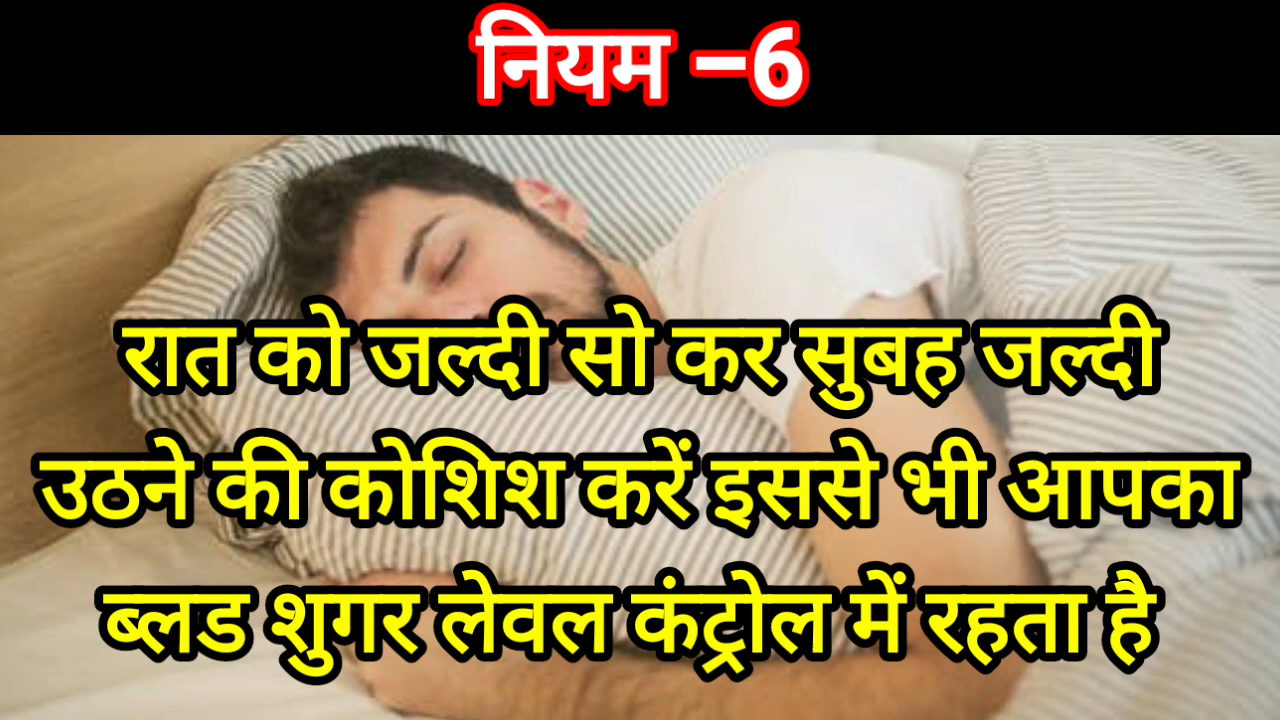 नियम –6
रात को जल्दी सो कर सुबह जल्दी
उठने की कोशिश करें इससे भी आपका
ब्लड शुगर लेवल कंट्रोल में रहता है